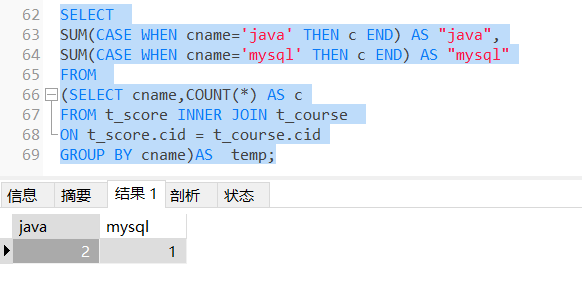 62 SELECT
63 SUM(CASE WHEN cname='java' THEN c END) AS "java",
64 SUM(CASE WHEN cname='mysql' THEN c END) AS "mysql"
65 FROM
66 (SELECT cname,COUNT(*) AS c
67 FROM t_score INNER JOIN t_course
68 ON t_score.cid = t_course.cid
69 GROUP BY cname)AS temp;
信息 摘要 结果 1 剖析 状态
java mysql
2 1